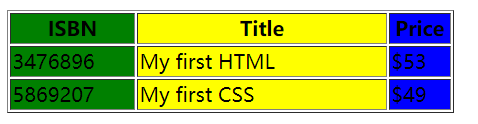 ISBN Title Price
3476896 My first HTML $53
5869207 My first CSS $49